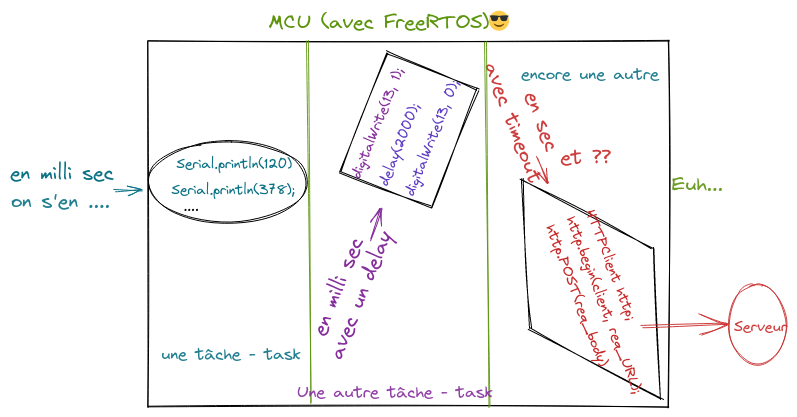 MCU (avec FreeRTOS)😎
en milli sec
on s'en ....
Serial.println(120)
Serial.println(378);
....
une tâche - task
digitalWrite(13, 1);
delay(2000);
digitalWrite(13, 0);
en milli sec
avec un delay
Une autre tâche - task
encore une autre
en sec
avec timeout
et ??
HTTPClient http;
http.begin(client, req_URL);
http.POST(req_body)
Euh...
Serveur